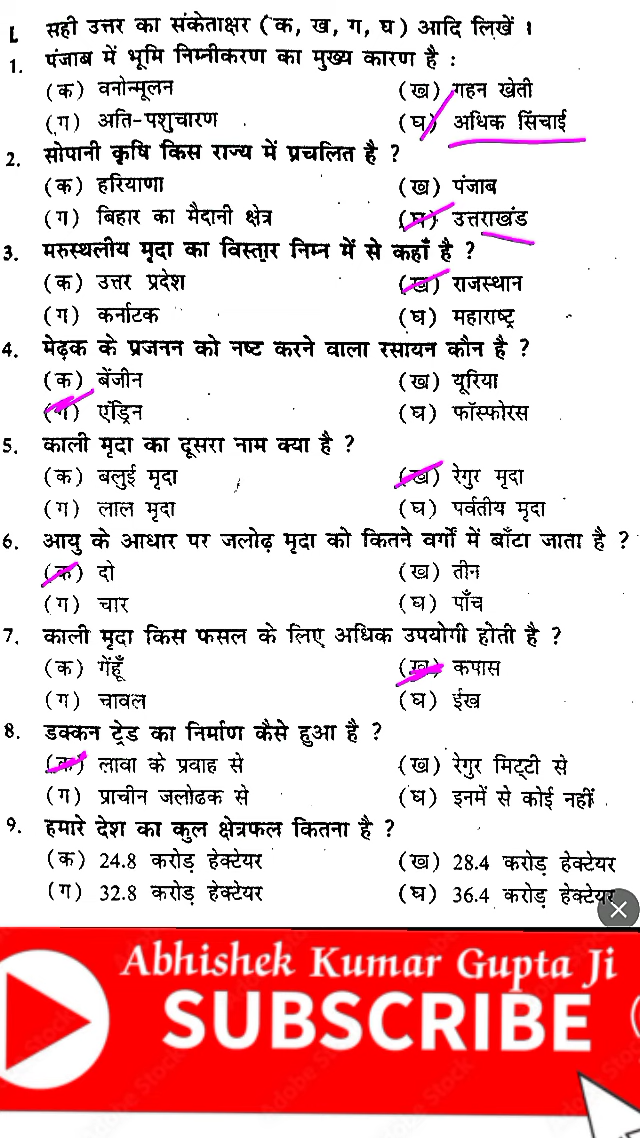 I. सही उत्तर का संकेताक्षर (क, ख, ग, घ) आदि लिखें ।
1. पंजाब में भूमि निम्नीकरण का मुख्य कारण है :
(क) वनोन्मूलन (ख) गहन खेती
(ग) अति-पशुचारण (घ) अधिक सिंचाई
2. सोपानी कृषि किस राज्य में प्रचलित है ?
(क) हरियाणा (ख) पंजाब
(ग) बिहार का मैदानी क्षेत्र (घ) उत्तराखंड
3. मरुस्थलीय मृदा का विस्तार निम्न में से कहाँ है ?
(क) उत्तर प्रदेश (ख) राजस्थान
(ग) कर्नाटक (घ) महाराष्ट्र
4. मेढ़क के प्रजनन को नष्ट करने वाला रसायन कौन है ?
(क) बेंजीन (ख) यूरिया
(ग) एंड्रिन (घ) फॉस्फोरस
5. काली मृदा का दूसरा नाम क्या है ?
(क) बलुई मृदा (ख) रेगुर मृदा
(ग) लाल मृदा (घ) पर्वतीय मृदा
6. आयु के आधार पर जलोढ़ मृदा को कितने वर्गों में बाँटा जाता है ?
(क) दो (ख) तीन
(ग) चार (घ) पाँच
7. काली मृदा किस फसल के लिए अधिक उपयोगी होती है ?
(क) गेंहूँ (ख) कपास
(ग) चावल (घ) ईख
8. डक्कन ट्रेड का निर्माण कैसे हुआ है ?
(क) लावा के प्रवाह से (ख) रेगुर मिट्टी से
(ग) प्राचीन जलोढक से (घ) इनमें से कोई नहीं
9. हमारे देश का कुल क्षेत्रफल कितना है ?
(क) 24.8 करोड़ हेक्टेयर (ख) 28.4 करोड़ हेक्टेयर
(ग) 32.8 करोड़ हेक्टेयर (घ) 36.4 करोड़ हेक्टेयर
Abhishek Kumar Gupta Ji
SUBSCRIBE